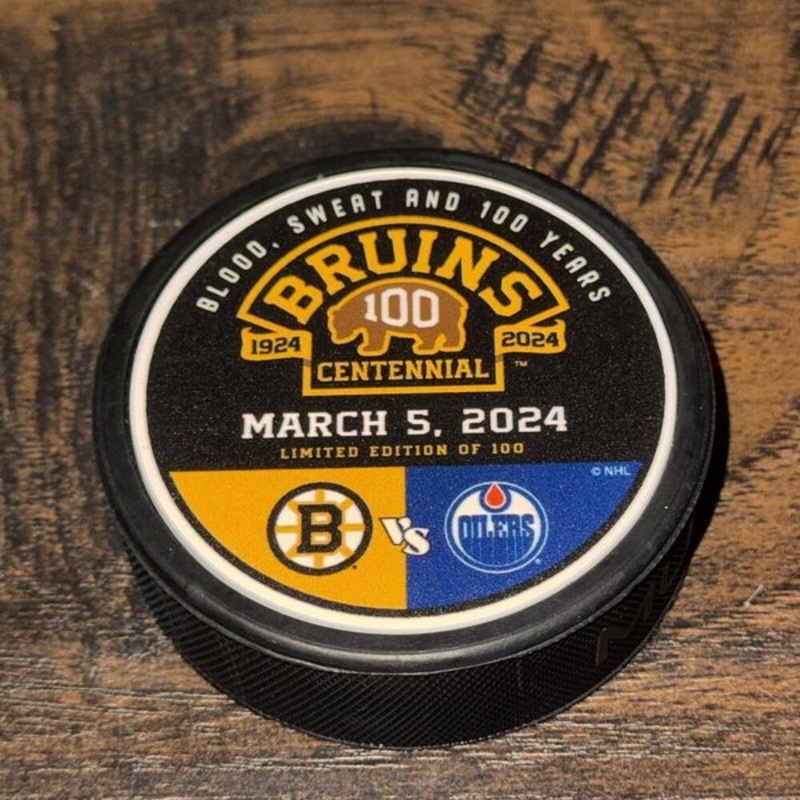 BLOOD, SWEAT AND 100 YEARS
BRUINS
100
1924 2024
CENTENNIAL ™
MARCH 5, 2024
LIMITED EDITION OF 100
© NHL
B VS OILERS